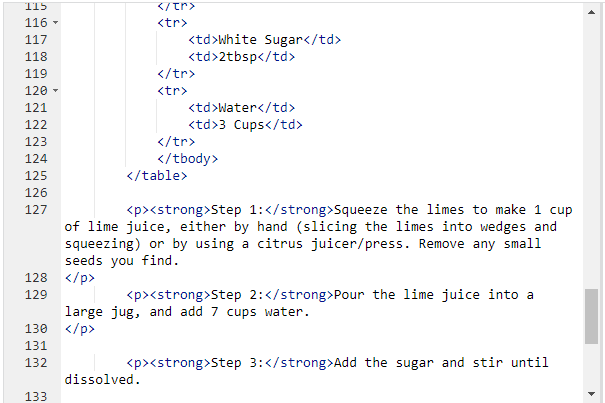 115 </tr>
116 <tr>
117 <td>White Sugar</td>
118 <td>2tbsp</td>
119 </tr>
120 <tr>
121 <td>Water</td>
122 <td>3 Cups</td>
123 </tr>
124 </tbody>
125 </table>
126
127 <p><strong>Step 1:</strong>Squeeze the limes to make 1 cup
of lime juice, either by hand (slicing the limes into wedges and
squeezing) or by using a citrus juicer/press. Remove any small
seeds you find.
128 </p>
129 <p><strong>Step 2:</strong>Pour the lime juice into a
large jug, and add 7 cups water.
130 </p>
131
132 <p><strong>Step 3:</strong>Add the sugar and stir until
dissolved.
133